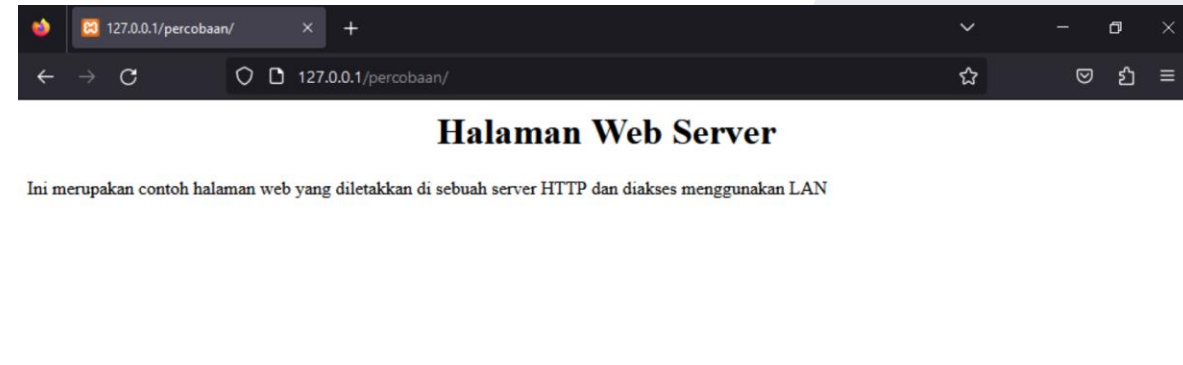 127.0.0.1/percobaan/
127.0.0.1/percobaan/
Halaman Web Server
Ini merupakan contoh halaman web yang diletakkan di sebuah server HTTP dan diakses menggunakan LAN